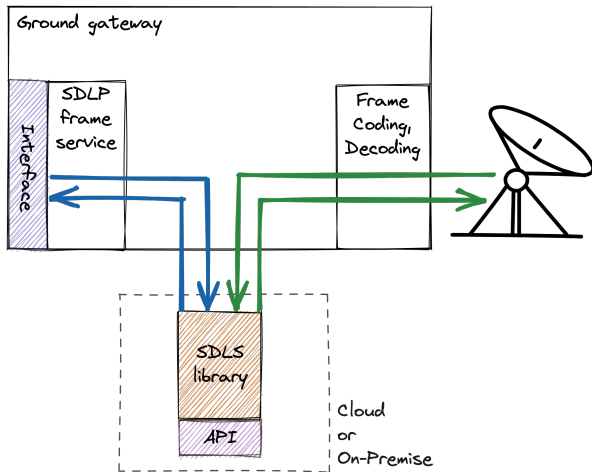 Ground gateway
Interface
SDLP
frame
service
Frame
Coding,
Decoding
SDLS
library
API
Cloud
or
On-Premise